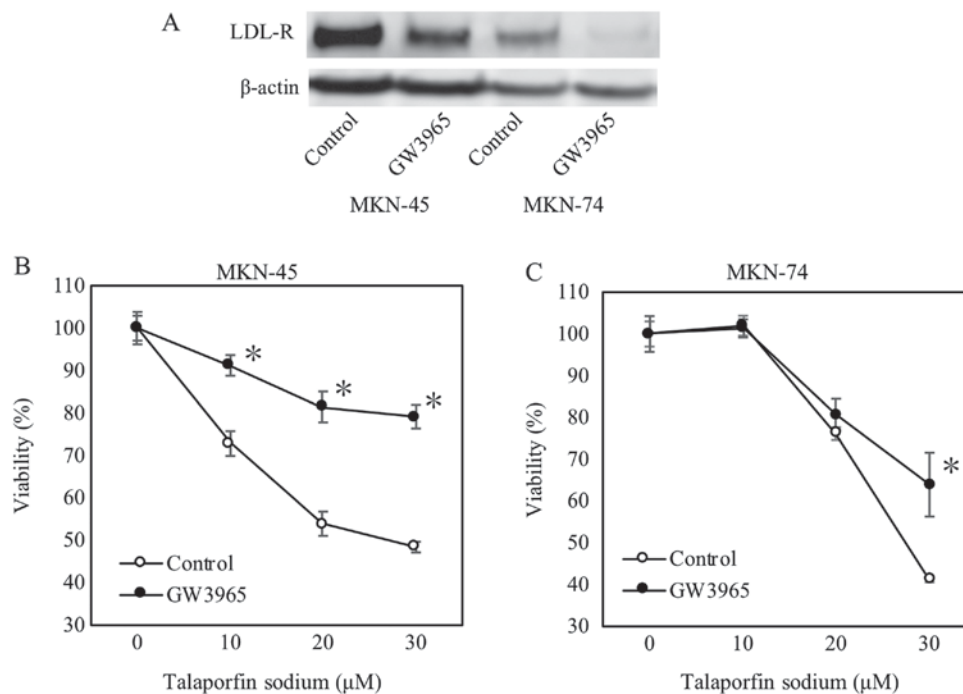 A
LDL-R
β-actin
Control
GW3965
Control
GW3965
MKN-45
MKN-74
B
MKN-45
110
100
90
80
70
60
50
40
30
Viability (%)
*
*
*
Control
GW3965
0
10
20
30
Talaporfin sodium (μM)
C
MKN-74
110
100
90
80
70
60
50
40
30
Viability (%)
*
Control
GW3965
0
10
20
30
Talaporfin sodium (μM)